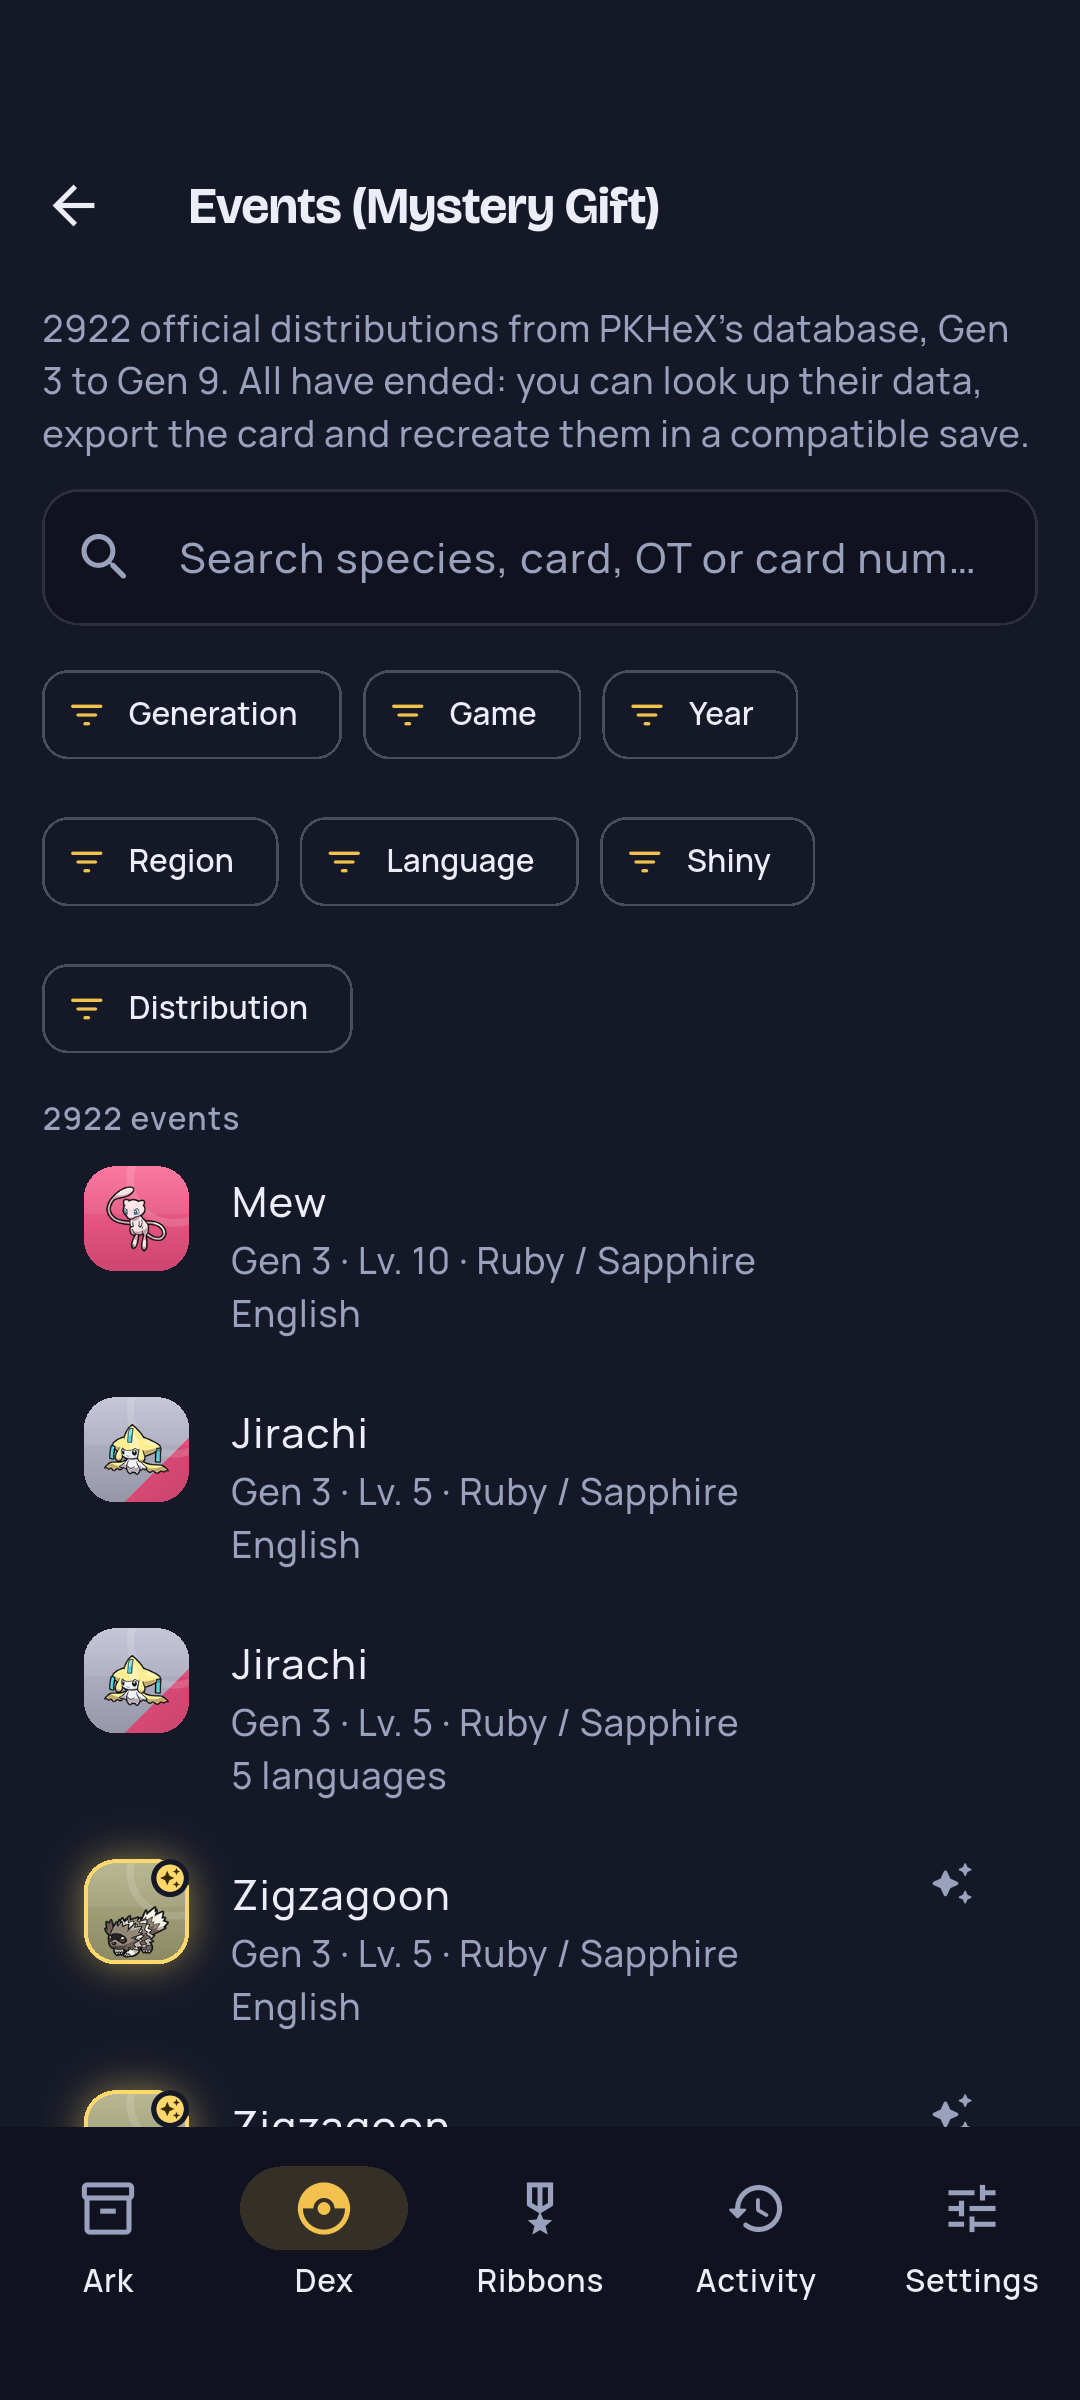 Events (Mystery Gift)
2922 official distributions from PKHeX’s database, Gen
3 to Gen 9. All have ended: you can look up their data,
export the card and recreate them in a compatible save.
Search species, card, OT or card num…
Generation
Game
Year
Region
Language
Shiny
Distribution
2922 events
Mew
Gen 3 · Lv. 10 · Ruby / Sapphire
English
Jirachi
Gen 3 · Lv. 5 · Ruby / Sapphire
English
Jirachi
Gen 3 · Lv. 5 · Ruby / Sapphire
5 languages
Zigzagoon
Gen 3 · Lv. 5 · Ruby / Sapphire
English
Zigzagoon
Ark
Dex
Ribbons
Activity
Settings